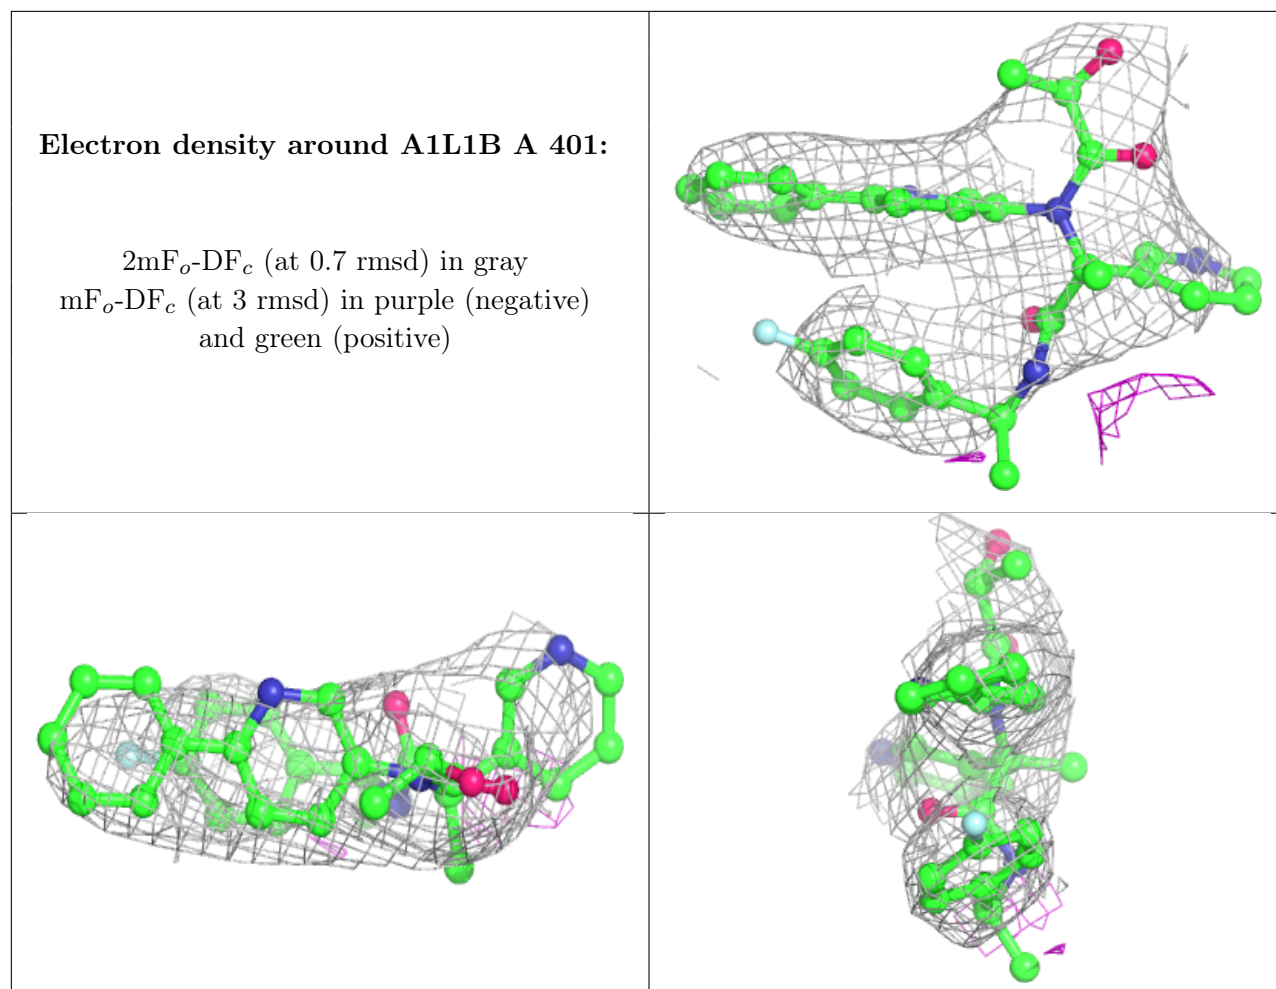 Electron density around A1L1B A 401:
2mFo-DFc (at 0.7 rmsd) in gray
mFo-DFc (at 3 rmsd) in purple (negative)
and green (positive)